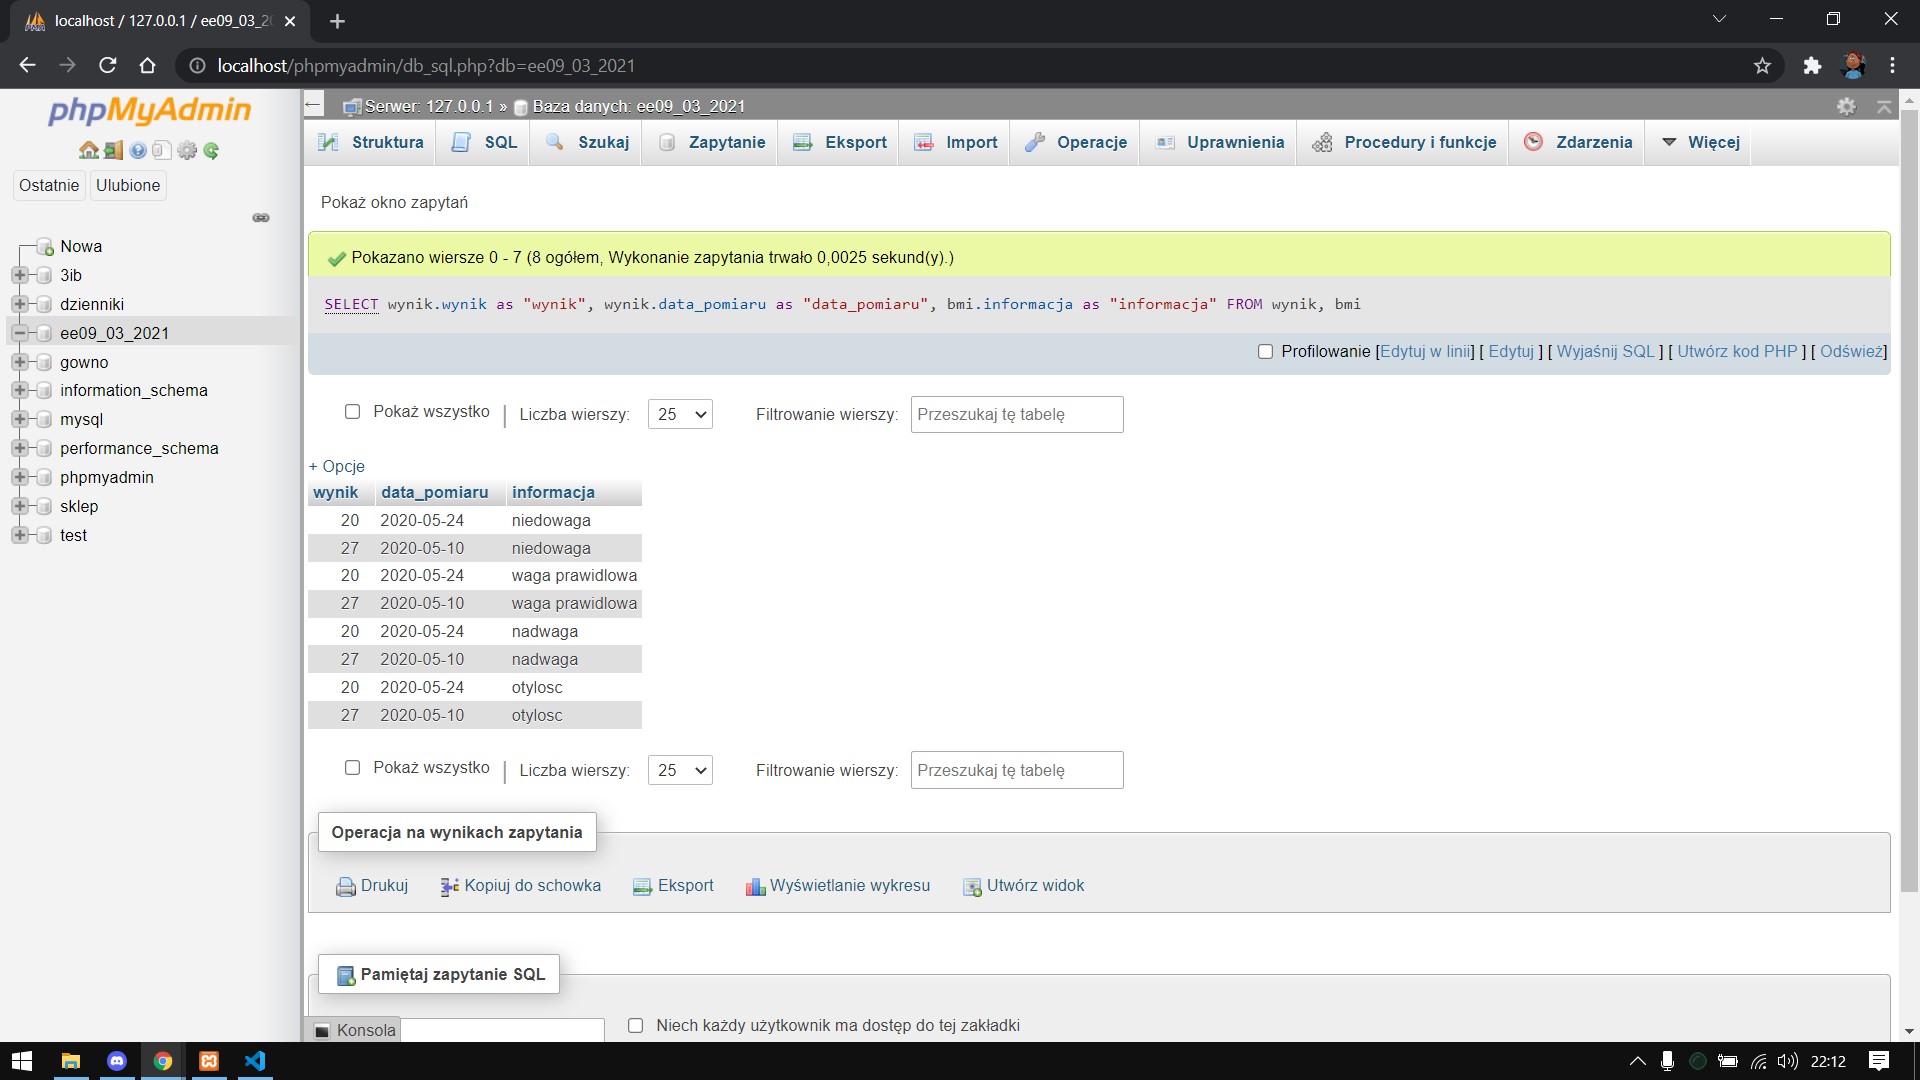 localhost / 127.0.0.1 / ee09_03_2
localhost/phpmyadmin/db_sql.php?db=ee09_03_2021
phpMyAdmin
Ostatnie Ulubione
Nowa
3ib
dzienniki
ee09_03_2021
gowno
information_schema
mysql
performance_schema
phpmyadmin
sklep
test
Serwer: 127.0.0.1 » Baza danych: ee09_03_2021
Struktura SQL Szukaj Zapytanie Eksport Import Operacje Uprawnienia Procedury i funkcje Zdarzenia Więcej
Pokaż okno zapytań
Pokazano wiersze 0 - 7 (8 ogółem, Wykonanie zapytania trwało 0,0025 sekund(y).)
SELECT wynik.wynik as "wynik", wynik.data_pomiaru as "data_pomiaru", bmi.informacja as "informacja" FROM wynik, bmi
Profilowanie [Edytuj w linii] [ Edytuj ] [ Wyjaśnij SQL ] [ Utwórz kod PHP ] [ Odśwież]
Pokaż wszystko | Liczba wierszy: 25 Filtrowanie wierszy: Przeszukaj tę tabelę
+ Opcje
wynik data_pomiaru informacja
20 2020-05-24 niedowaga
27 2020-05-10 niedowaga
20 2020-05-24 waga prawidlowa
27 2020-05-10 waga prawidlowa
20 2020-05-24 nadwaga
27 2020-05-10 nadwaga
20 2020-05-24 otylosc
27 2020-05-10 otylosc
Pokaż wszystko | Liczba wierszy: 25 Filtrowanie wierszy: Przeszukaj tę tabelę
Operacja na wynikach zapytania
Drukuj Kopiuj do schowka Eksport Wyświetlanie wykresu Utwórz widok
Pamiętaj zapytanie SQL
Konsola
Niech każdy użytkownik ma dostęp do tej zakładki
22:12